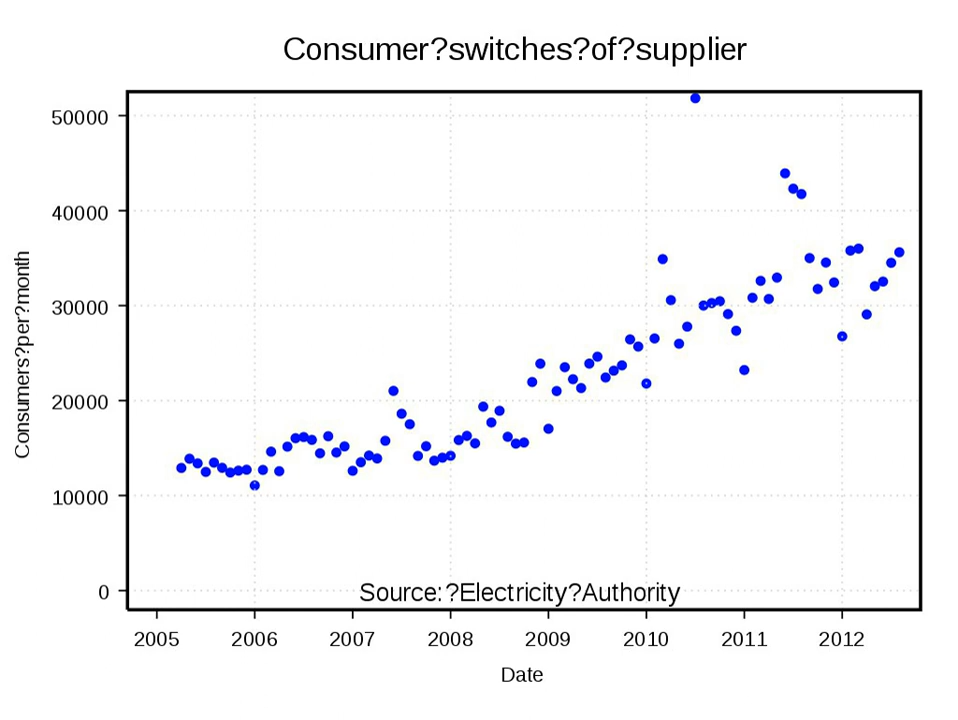 Consumer?switches?of?supplier
50000
40000
30000
20000
10000
0
Consumers?per?month
Source:?Electricity?Authority
2005 2006 2007 2008 2009 2010 2011 2012
Date